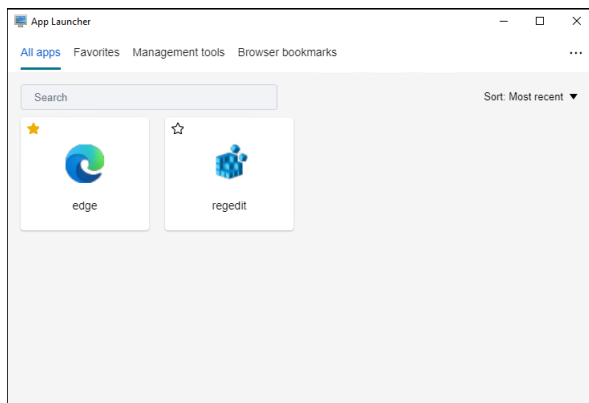 App Launcher
All apps Favorites Management tools Browser bookmarks
Search
Sort: Most recent
edge
regedit